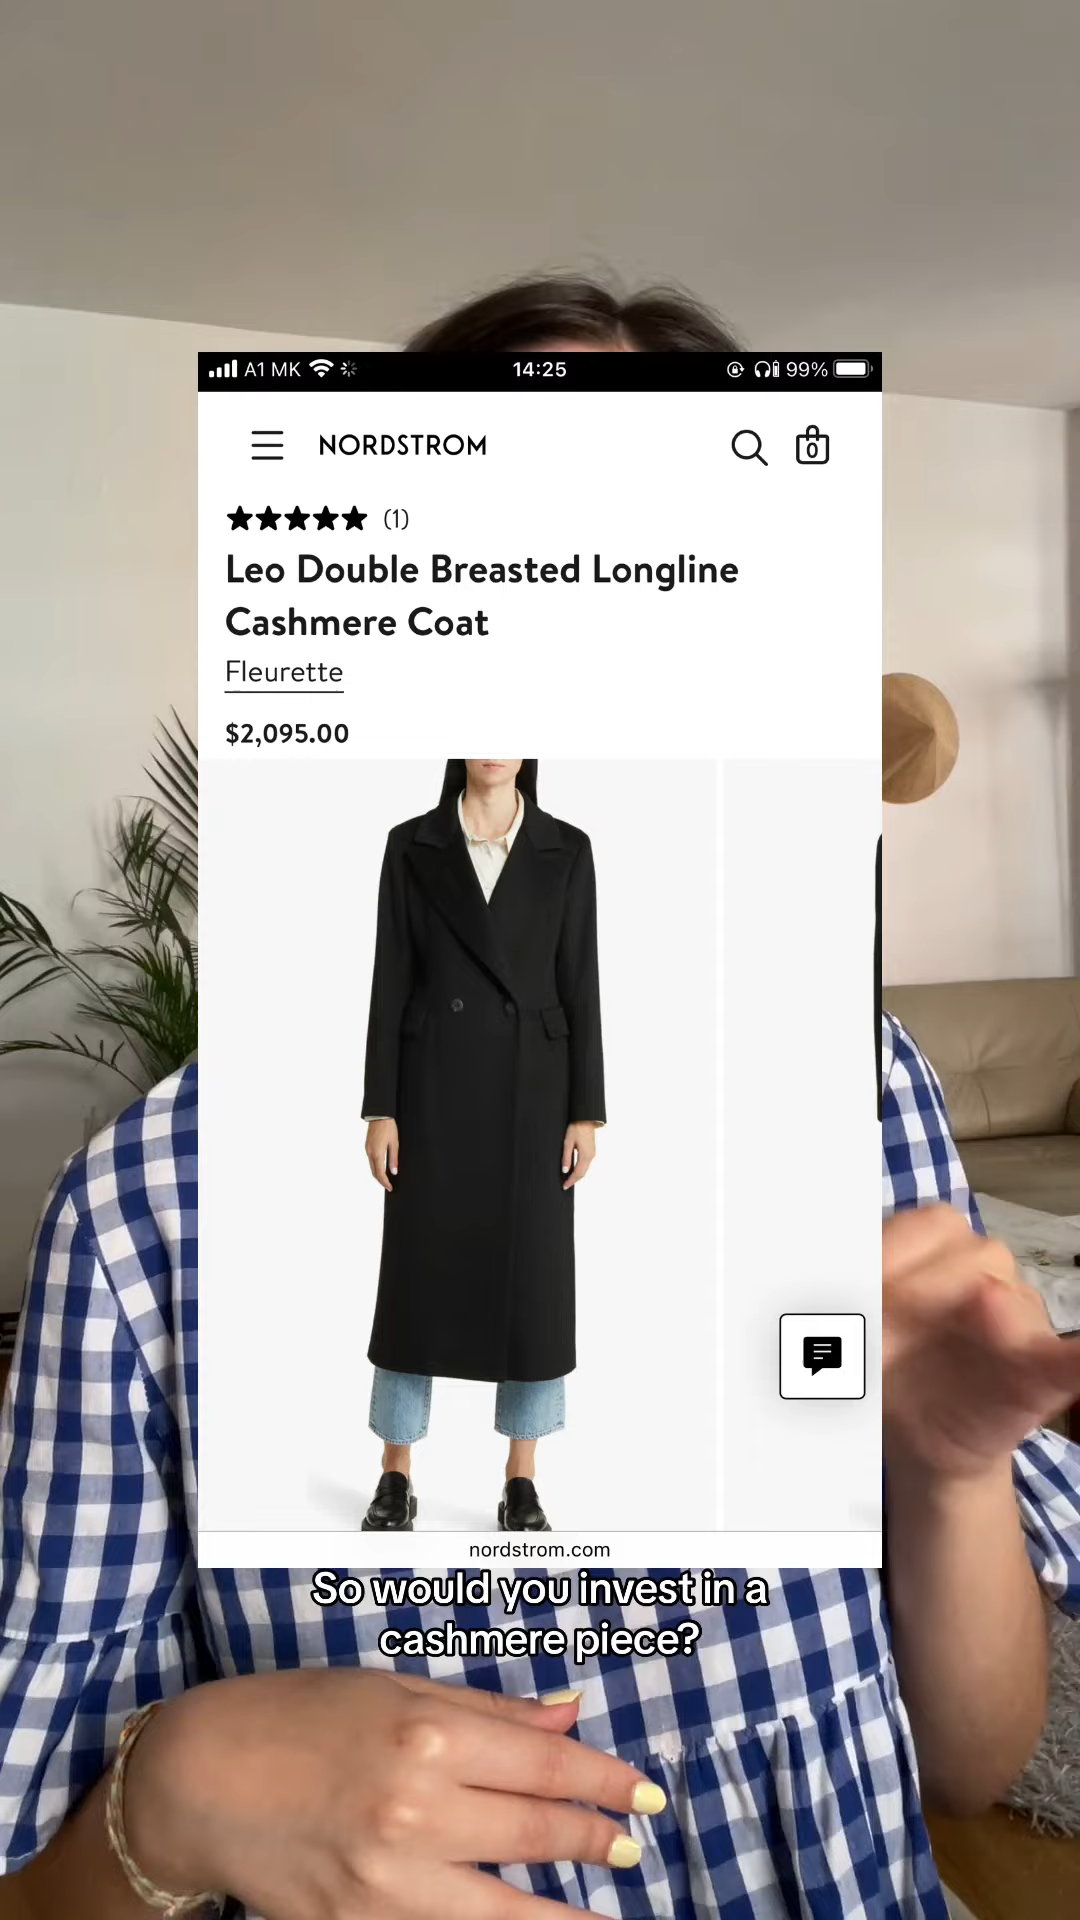 A1 MK 14:25 99%
NORDSTROM 0
(1)
Leo Double Breasted Longline
Cashmere Coat
Fleurette
$2,095.00
nordstrom.com
So would you invest in a
cashmere piece?